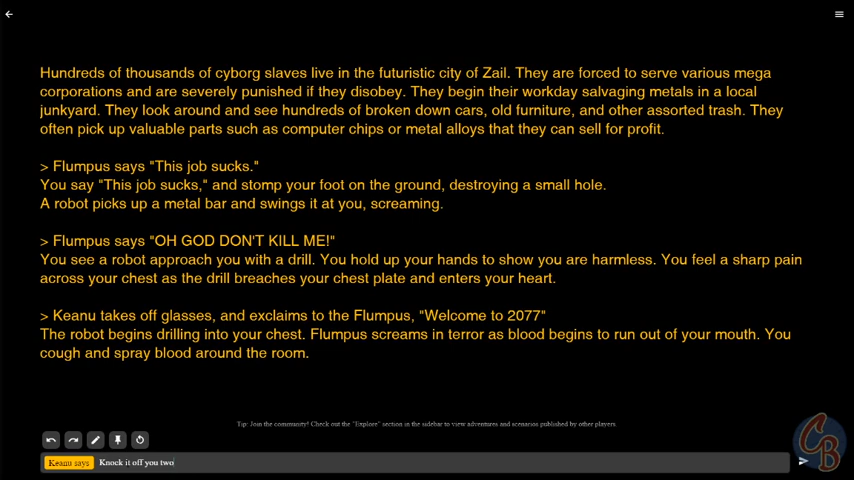 Hundreds of thousands of cyborg slaves live in the futuristic city of Zail. They are forced to serve various mega
corporations and are severely punished if they disobey. They begin their workday salvaging metals in a local
junkyard. They look around and see hundreds of broken down cars, old furniture, and other assorted trash. They
often pick up valuable parts such as computer chips or metal alloys that they can sell for profit.
> Flumpus says "This job sucks."
You say "This job sucks," and stomp your foot on the ground, destroying a small hole.
A robot picks up a metal bar and swings it at you, screaming.
> Flumpus says "OH GOD DON'T KILL ME!"
You see a robot approach you with a drill. You hold up your hands to show you are harmless. You feel a sharp pain
across your chest as the drill breaches your chest plate and enters your heart.
> Keanu takes off glasses, and exclaims to the Flumpus, "Welcome to 2077"
The robot begins drilling into your chest. Flumpus screams in terror as blood begins to run out of your mouth. You
cough and spray blood around the room.
Tip: Join the community! Check out the "Explore" section in the sidebar to view adventures and scenarios published by other players.
Keanu says Knock it off you two
CB